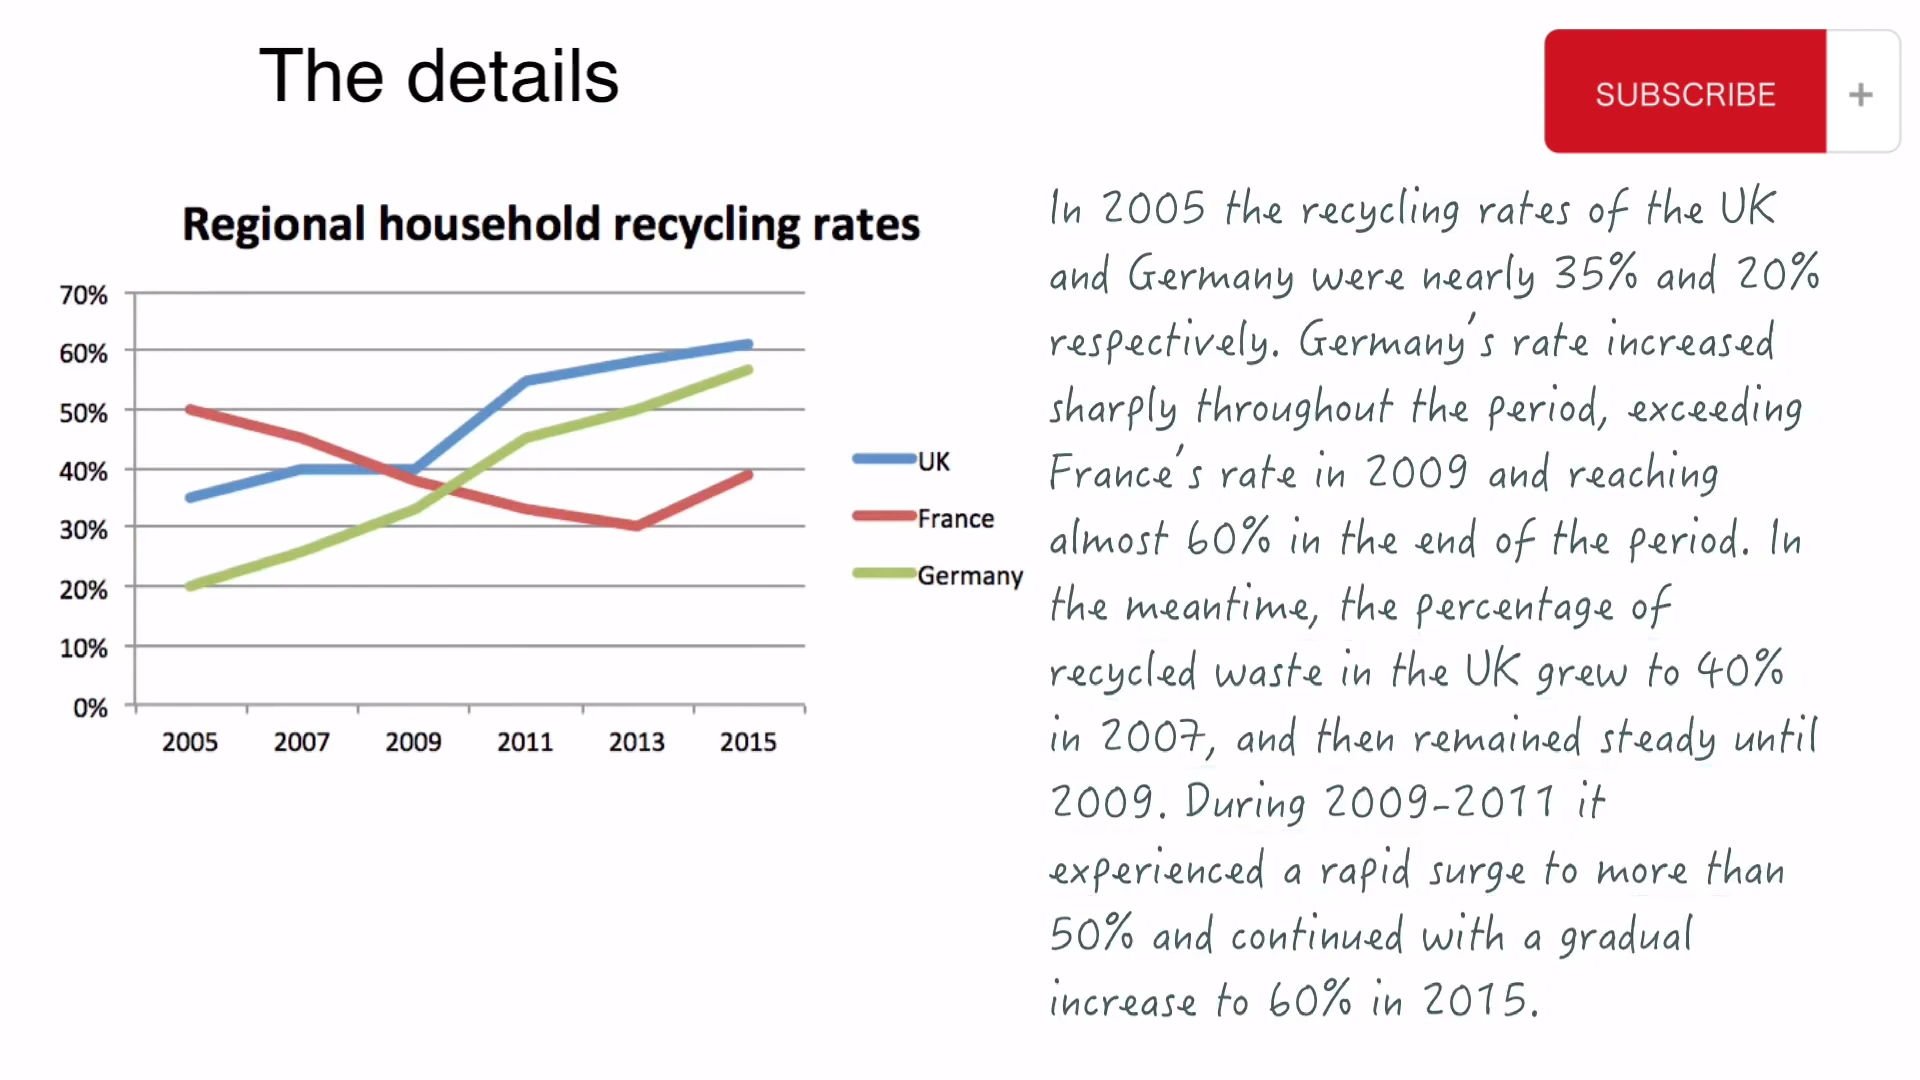 The details
SUBSCRIBE +
Regional household recycling rates
70%
60%
50%
40%
30%
20%
10%
0%
2005 2007 2009 2011 2013 2015
UK
France
Germany
In 2005 the recycling rates of the UK
and Germany were nearly 35% and 20%
respectively. Germany's rate increased
sharply throughout the period, exceeding
France's rate in 2009 and reaching
almost 60% in the end of the period. In
the meantime, the percentage of
recycled waste in the UK grew to 40%
in 2007, and then remained steady until
2009. During 2009-2011 it
experienced a rapid surge to more than
50% and continued with a gradual
increase to 60% in 2015.